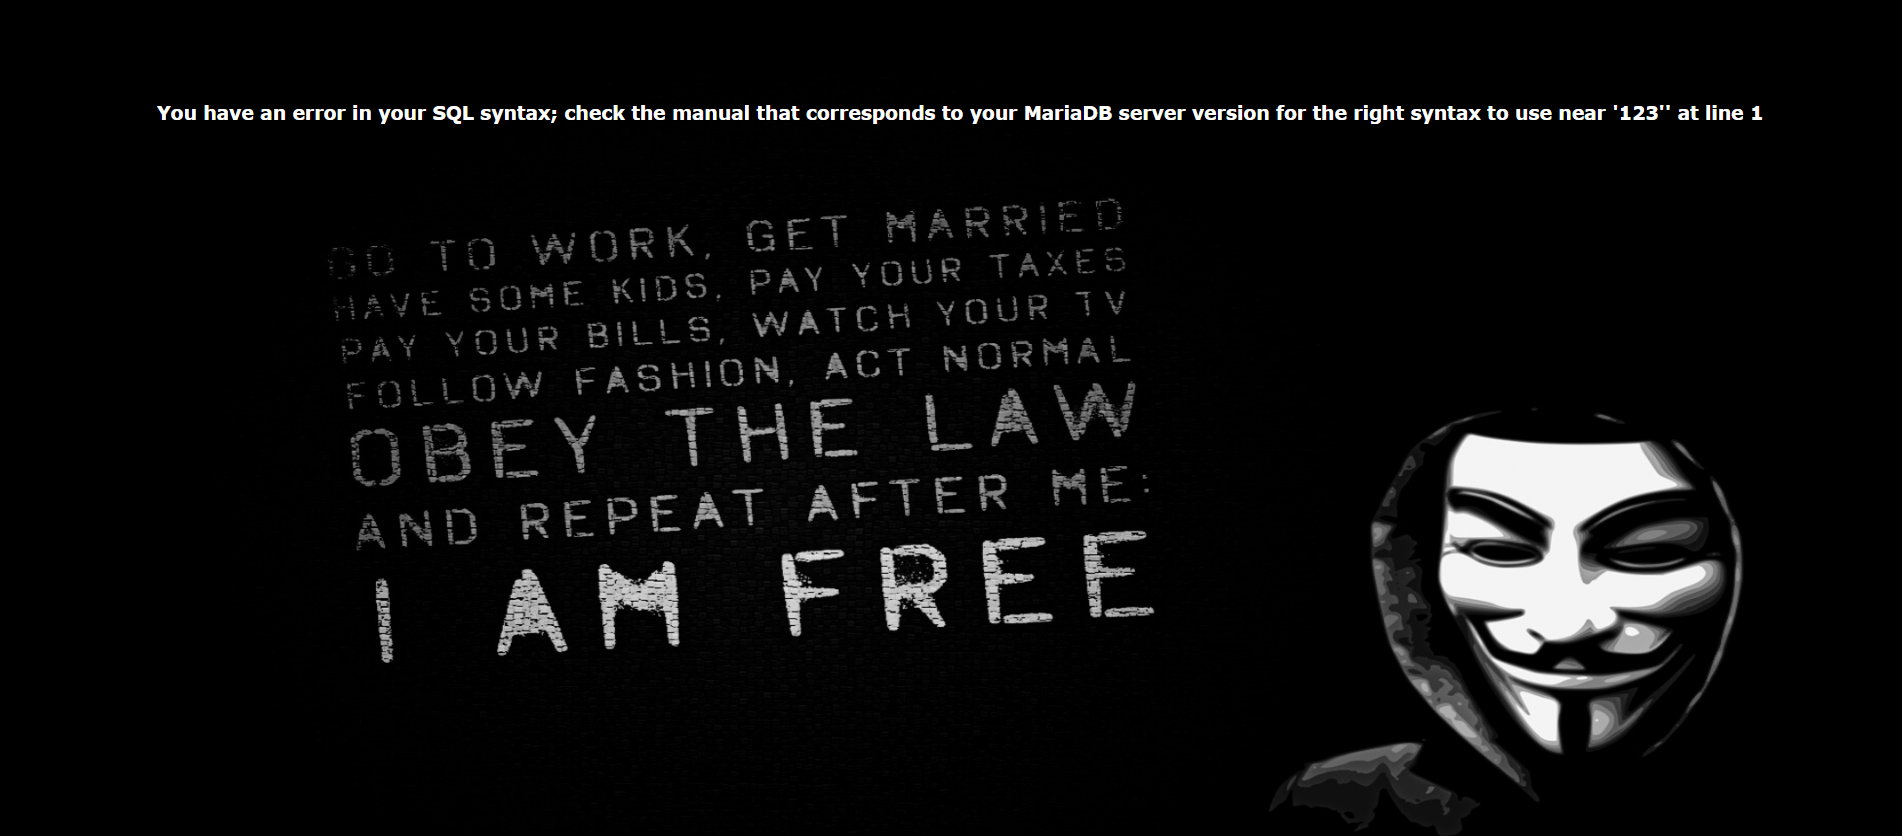 You have an error in your SQL syntax; check the manual that corresponds to your MariaDB server version for the right syntax to use near '123'' at line 1
GO TO WORK, GET MARRIED
HAVE SOME KIDS, PAY YOUR TAXES
PAY YOUR BILLS, WATCH YOUR TV
FOLLOW FASHION, ACT NORMAL
OBEY THE LAW
AND REPEAT AFTER ME:
I AM FREE